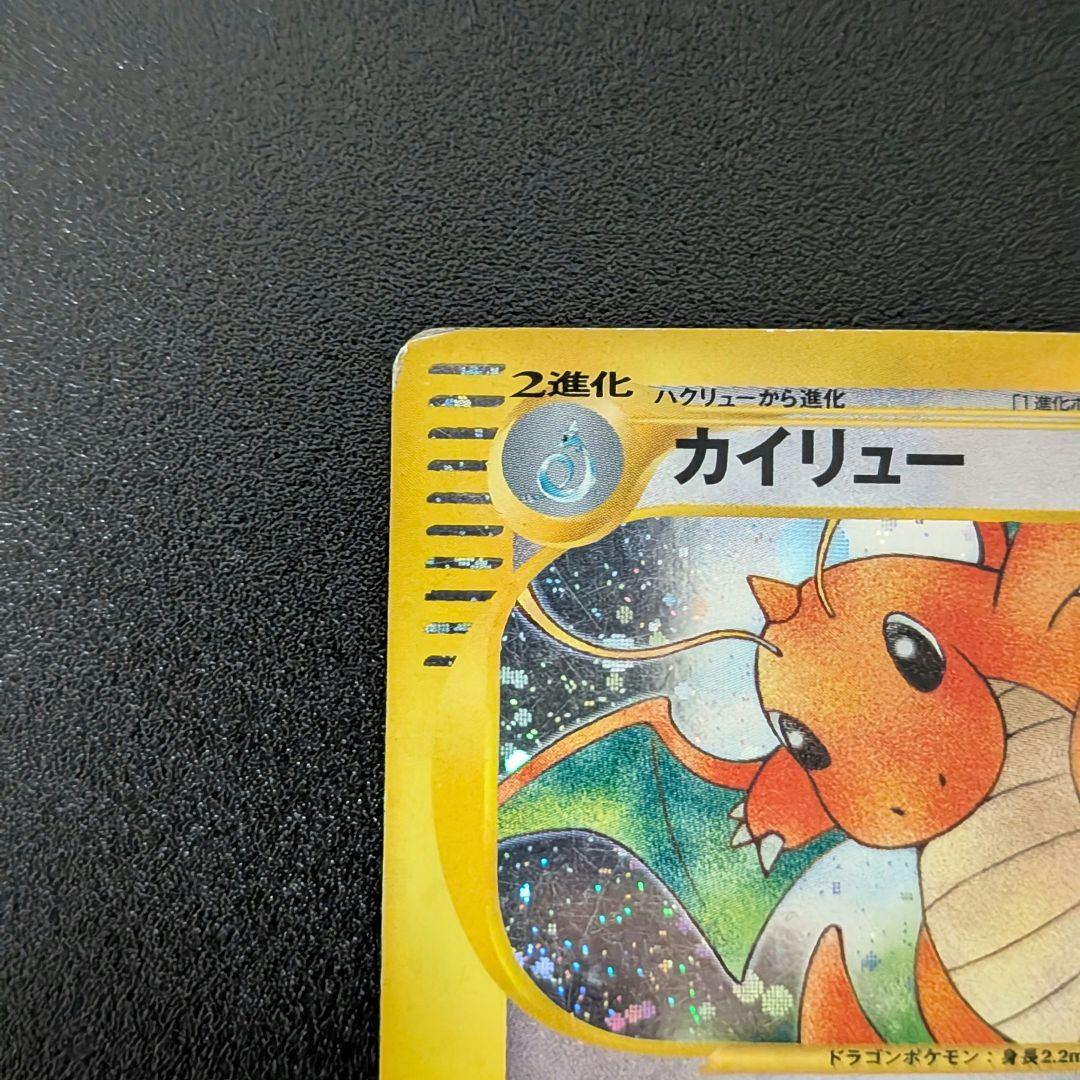 2進化
ハクリューから進化
「1進化ポ
カイリュー
ドラゴンポケモン：身長2.2m